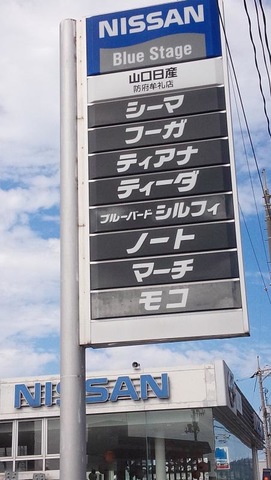 NISSAN
Blue Stage
山口日産
防府牟礼店
シーマ
フーガ
ティアナ
ティーダ
ブルーバード シルフィ
ノート
マーチ
モコ
NISSAN